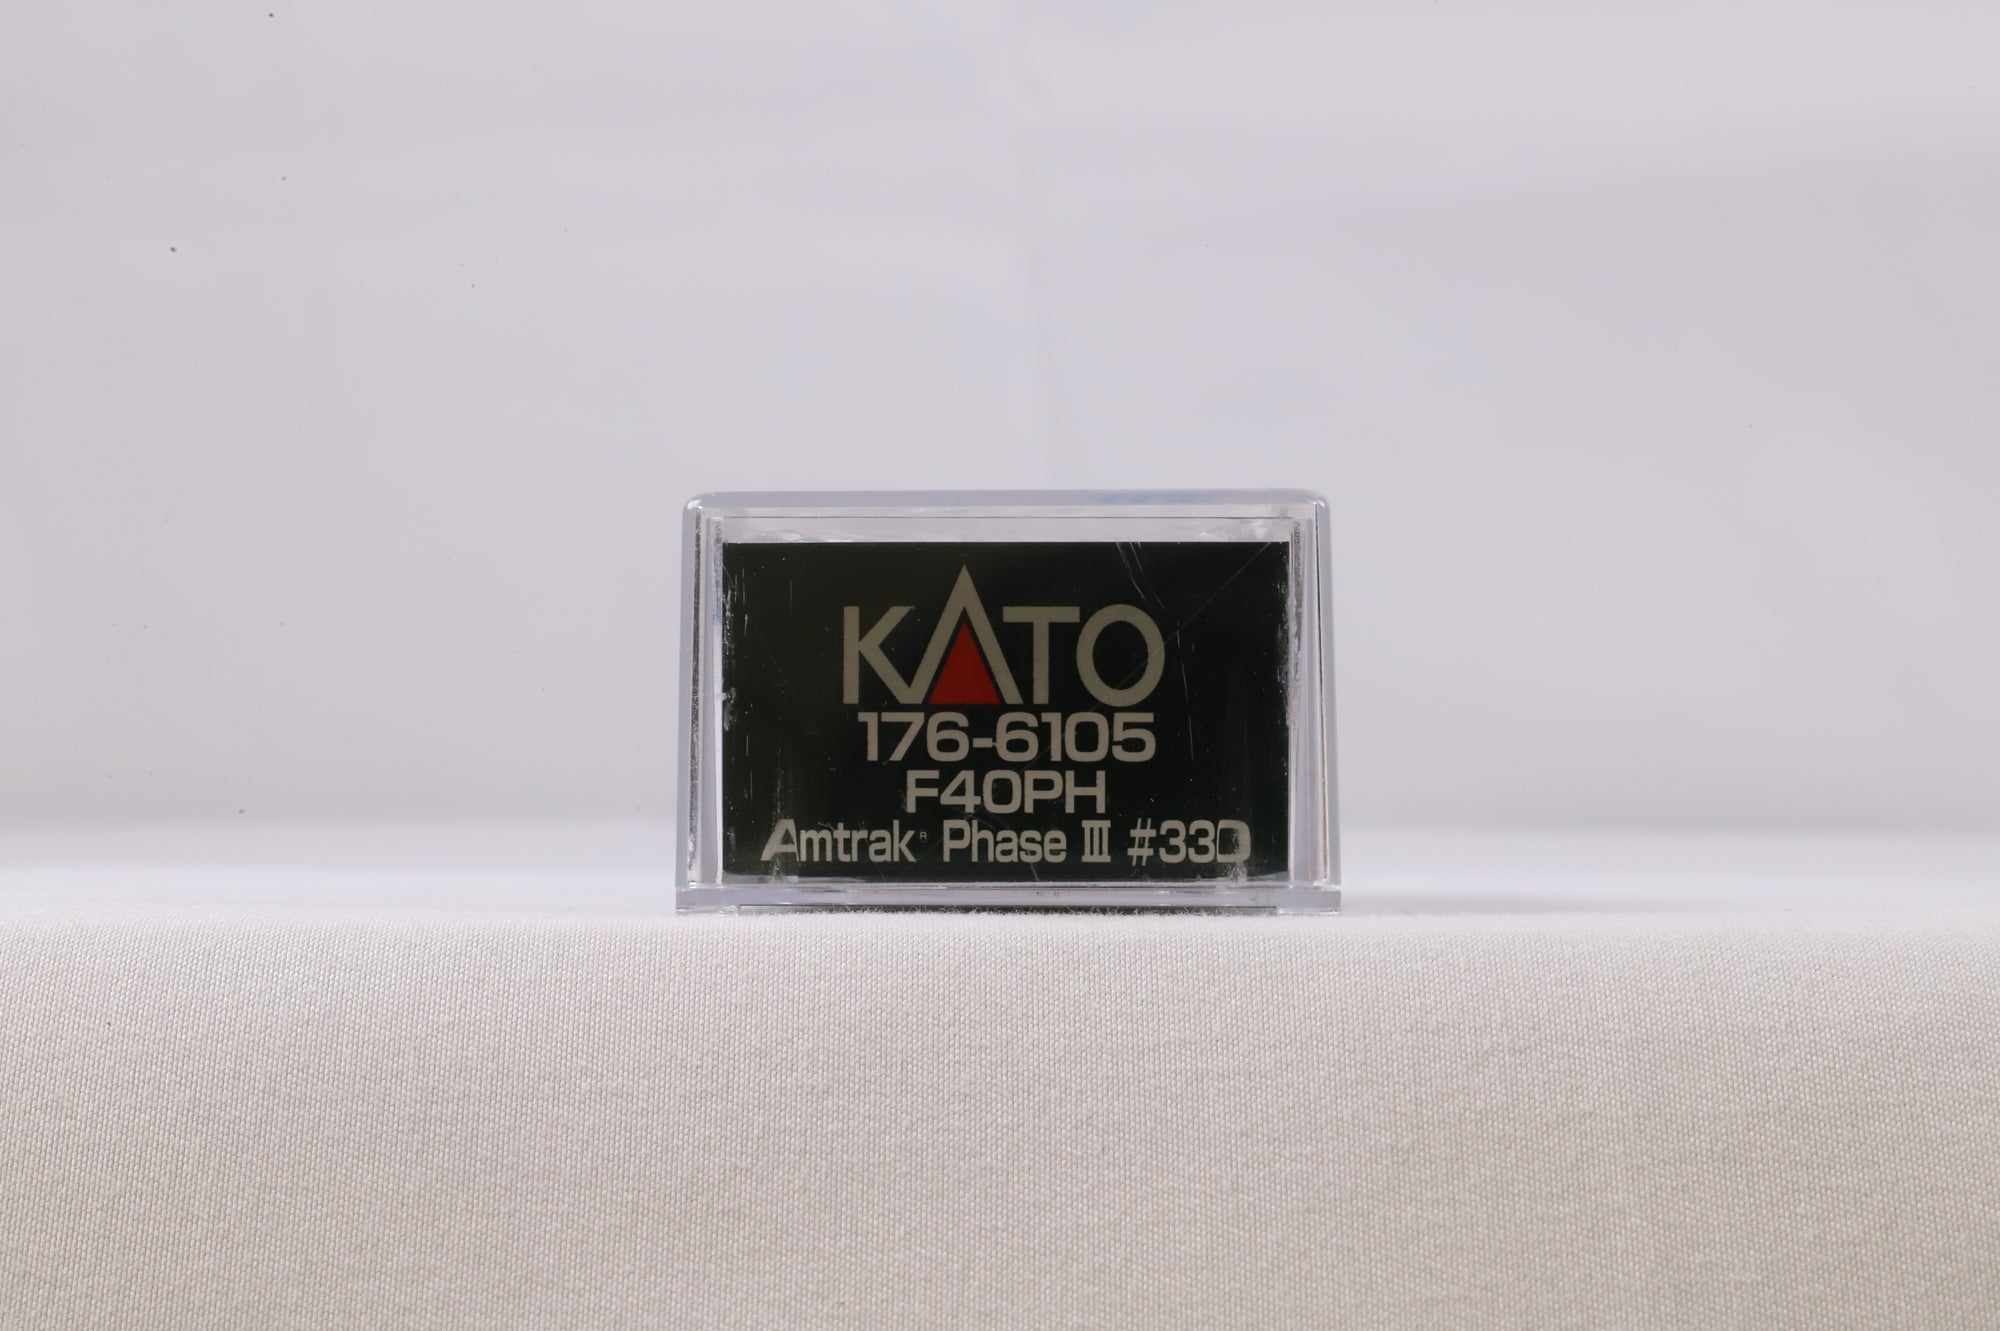 KATO
176-6105
F40PH
Amtrak® Phase III #330